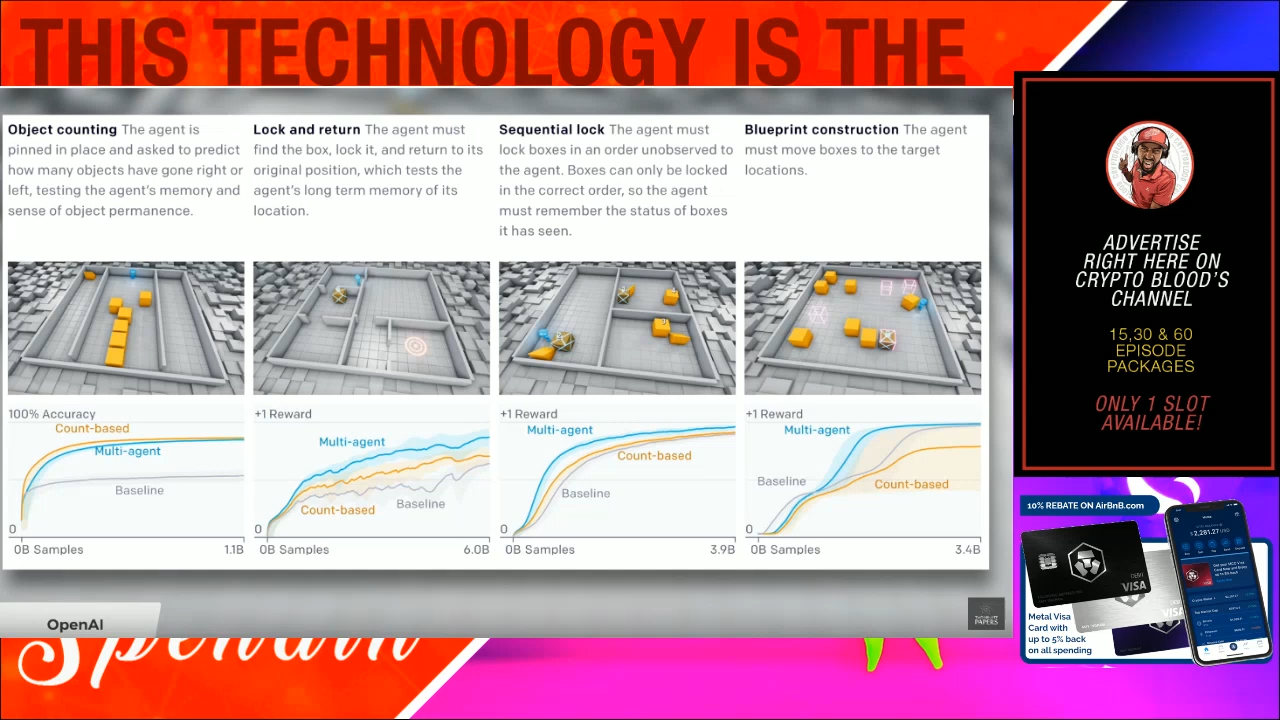 THIS TECHNOLOGY IS THE
Object counting The agent is
pinned in place and asked to predict
how many objects have gone right or
left, testing the agent's memory and
sense of object permanence.
Lock and return The agent must
find the box, lock it, and return to its
original position, which tests the
agent's long term memory of its
location.
Sequential lock The agent must
lock boxes in an order unobserved to
the agent. Boxes can only be locked
in the correct order, so the agent
must remember the status of boxes
it has seen.
Blueprint construction The agent
must move boxes to the target
locations.
100% Accuracy
Count-based
Multi-agent
Baseline
0
0B Samples
1.1B
+1 Reward
Multi-agent
Count-based
Baseline
0
0B Samples
6.0B
+1 Reward
Multi-agent
Count-based
Baseline
0
0B Samples
3.9B
+1 Reward
Multi-agent
Baseline
Count-based
0
0B Samples
3.4B
OpenAI
PAPERS
ADVERTISE
RIGHT HERE ON
CRYPTO BLOOD'S
CHANNEL
15,30 & 60
EPISODE
PACKAGES
ONLY 1 SLOT
AVAILABLE!
10% REBATE ON AirBnB.com
DEBIT
VISA
VISA
$2,281.27 USD
Metal Visa
Card with
up to 5% back
on all spending